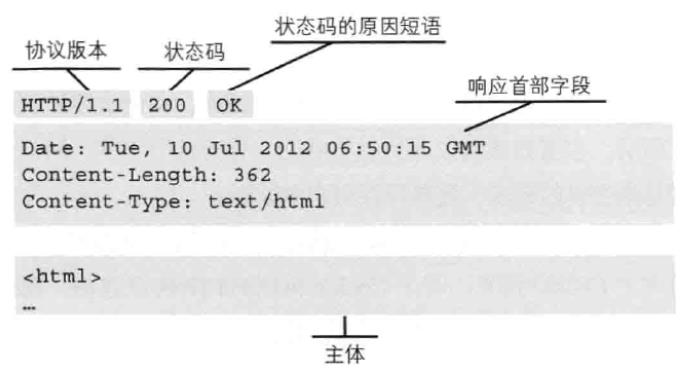 状态码的原因短语
协议版本 状态码
响应首部字段
HTTP/1.1 200 OK
Date: Tue, 10 Jul 2012 06:50:15 GMT
Content-Length: 362
Content-Type: text/html
<html>
…
主体